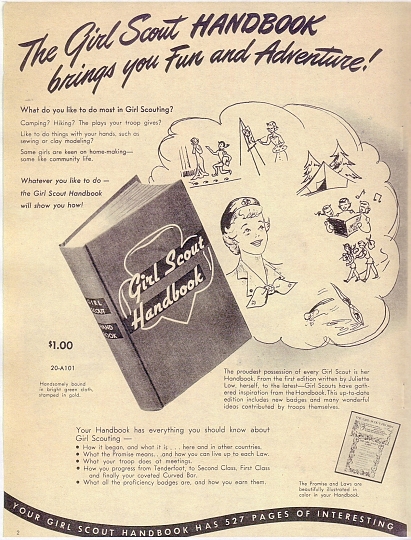 The Girl Scout HANDBOOK
brings you Fun and Adventure!
What do you like to do most in Girl Scouting?
Camping? Hiking? The plays your troop gives?
Like to do things with your hands, such as
sewing or clay modeling?
Some girls are keen on home-making—
some like community life.
Whatever you like to do —
the Girl Scout Handbook
will show you how!
Girl Scout
Handbook
GIRL
SCOUT
HAND
BOOK
$1.00
20-A101
Handsomely bound
in bright green cloth,
stamped in gold.
The proudest possession of every Girl Scout is her
Handbook. From the first edition written by Juliette
Low, herself, to the latest—Girl Scouts have gath-
ered inspiration from the Handbook. This up-to-date
edition includes new badges and many wonderful
ideas contributed by troops themselves.
Your Handbook has everything you should know about
Girl Scouting —
• How it began, and what it is . . . here and in other countries.
• What the Promise means...and how you can live up to each Law.
• What your troop does at meetings.
• How you progress from Tenderfoot, to Second Class, First Class
and finally your coveted Curved Bar.
• What all the proficiency badges are, and how you earn them.
The Promise and Laws are
beautifully illustrated in
color in your Handbook.
YOUR GIRL SCOUT HANDBOOK HAS 527 PAGES OF INTERESTING
2